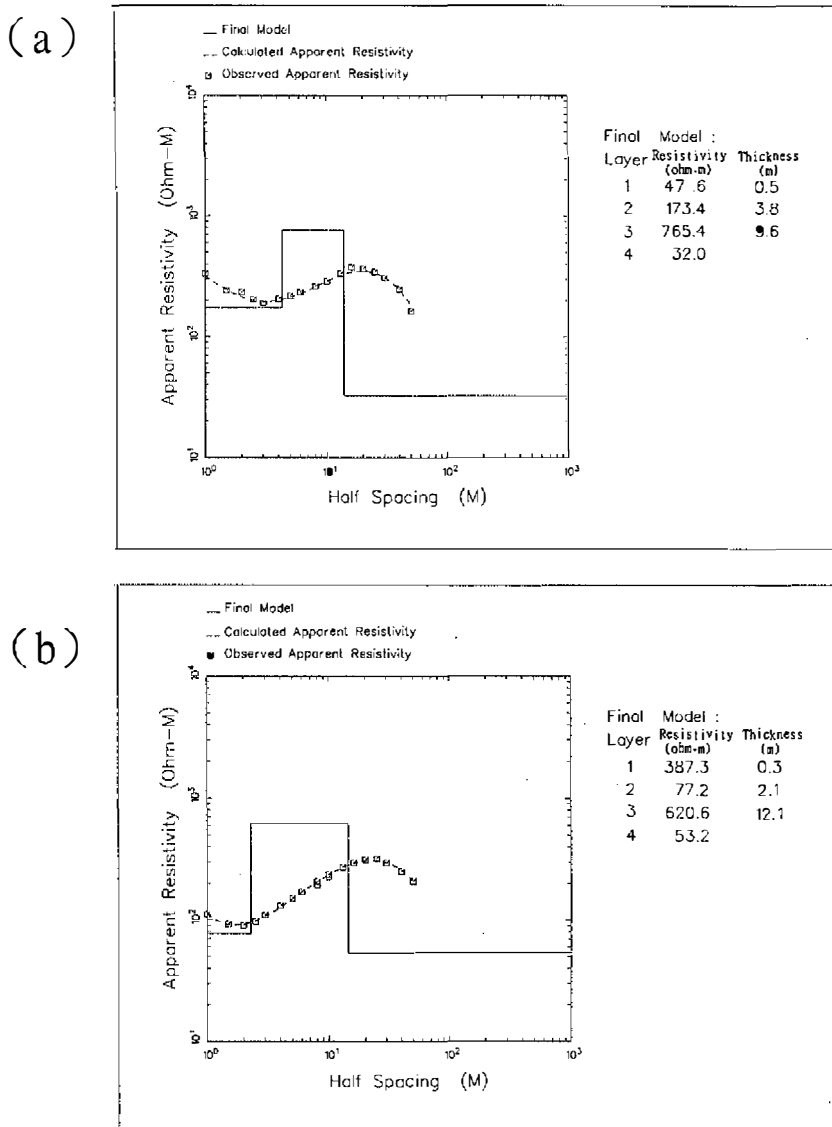 (a)
Final Model
Calculated Apparent Resistivity
Observed Apparent Resistivity
Apparent Resistivity (Ohm-M)
10⁴
10³
10²
10¹
10⁰ 10¹ 10² 10³
Half Spacing (M)
Final Model :
Layer Resistivity Thickness
(ohm-m) (m)
1 47.6 0.5
2 173.4 3.8
3 765.4 9.6
4 32.0
(b)
Final Model
Calculated Apparent Resistivity
Observed Apparent Resistivity
Apparent Resistivity (Ohm-M)
10⁴
10³
10²
10¹
10⁰ 10¹ 10² 10³
Half Spacing (M)
Final Model :
Layer Resistivity Thickness
(ohm-m) (m)
1 387.3 0.3
2 77.2 2.1
3 620.6 12.1
4 53.2